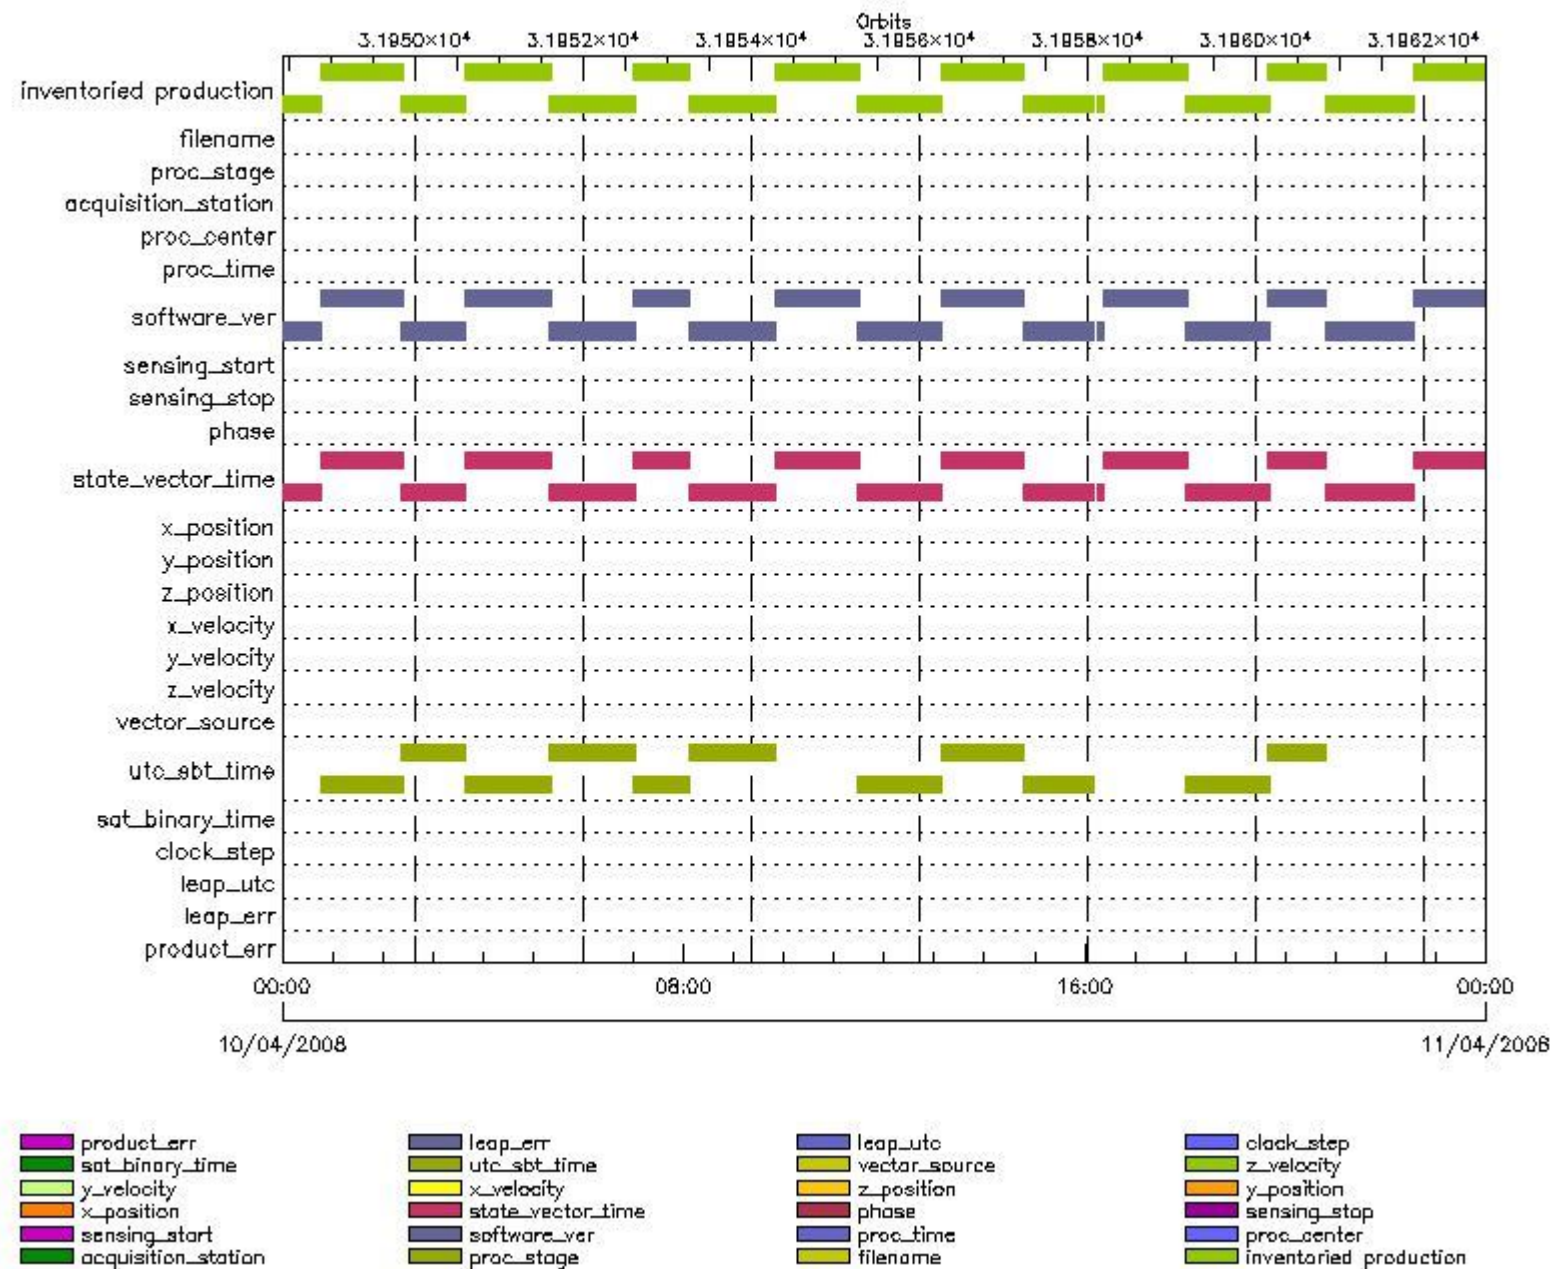 Orbits
3.1950×10⁴ 3.1952×10⁴ 3.1954×10⁴ 3.1956×10⁴ 3.1958×10⁴ 3.1960×10⁴ 3.1962×10⁴
inventoried production
filename
proc_stage
acquisition_station
proc_center
proc_time
software_ver
sensing_start
sensing_stop
phase
state_vector_time
x_position
y_position
z_position
x_velocity
y_velocity
z_velocity
vector_source
utc_sbt_time
sat_binary_time
clock_step
leap_utc
leap_err
product_err
00:00 08:00 16:00 00:00
10/04/2008 11/04/2008
product_err leap_err leap_utc clock_step
sat_binary_time utc_sbt_time vector_source z_velocity
y_velocity x_velocity z_position y_position
x_position state_vector_time phase sensing_stop
sensing_start software_ver proc_time proc_center
acquisition_station proc_stage filename inventoried production